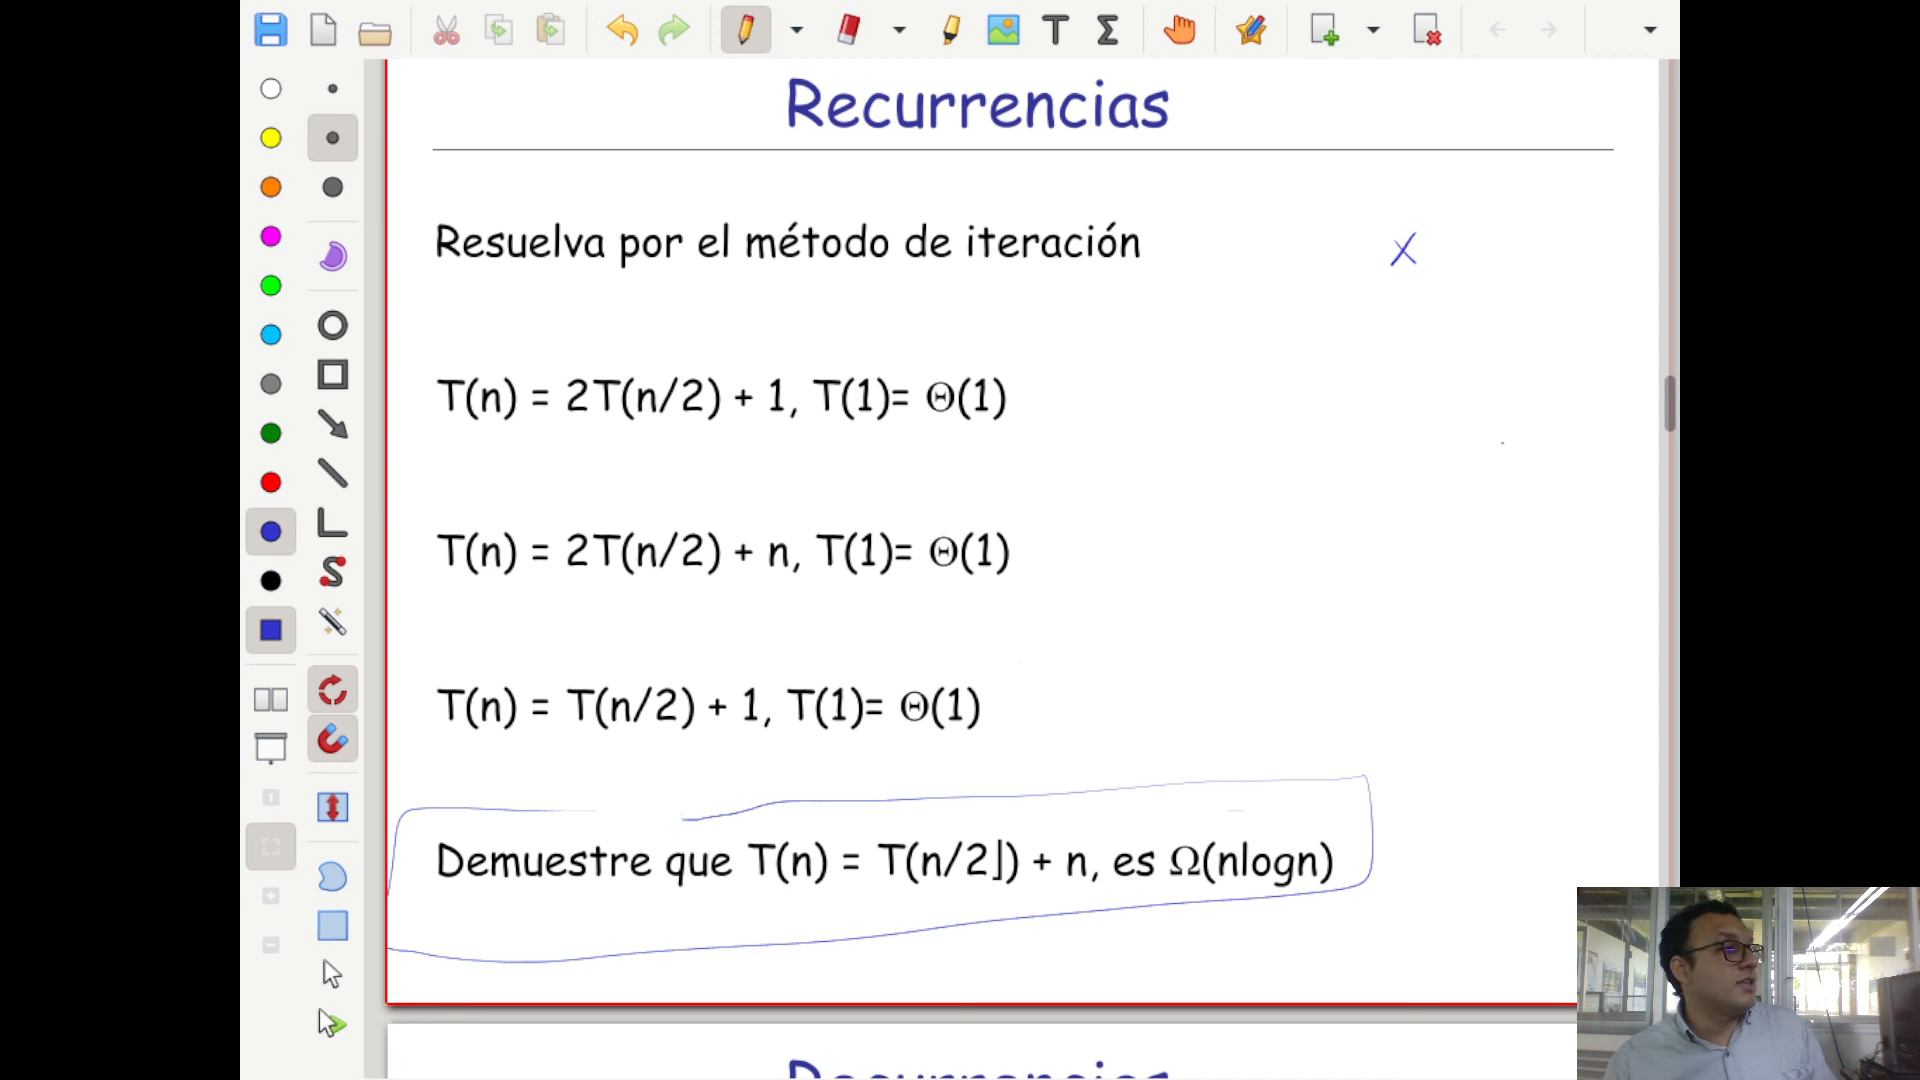 Recurrencias
Resuelva por el método de iteración
X
T(n) = 2T(n/2) + 1, T(1)= Θ(1)
T(n) = 2T(n/2) + n, T(1)= Θ(1)
T(n) = T(n/2) + 1, T(1)= Θ(1)
Demuestre que T(n) = T(n/2⌋) + n, es Ω(nlogn)
Recurrencias